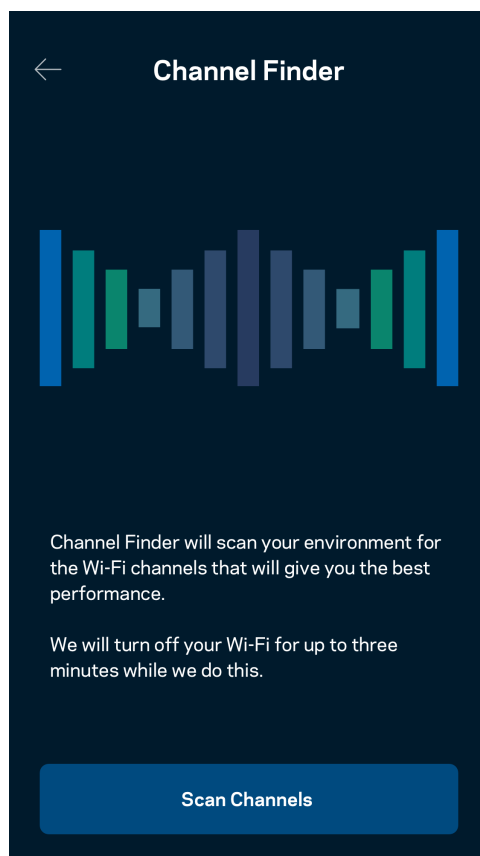 Channel Finder
Channel Finder will scan your environment for
the Wi-Fi channels that will give you the best
performance.
We will turn off your Wi-Fi for up to three
minutes while we do this.
Scan Channels